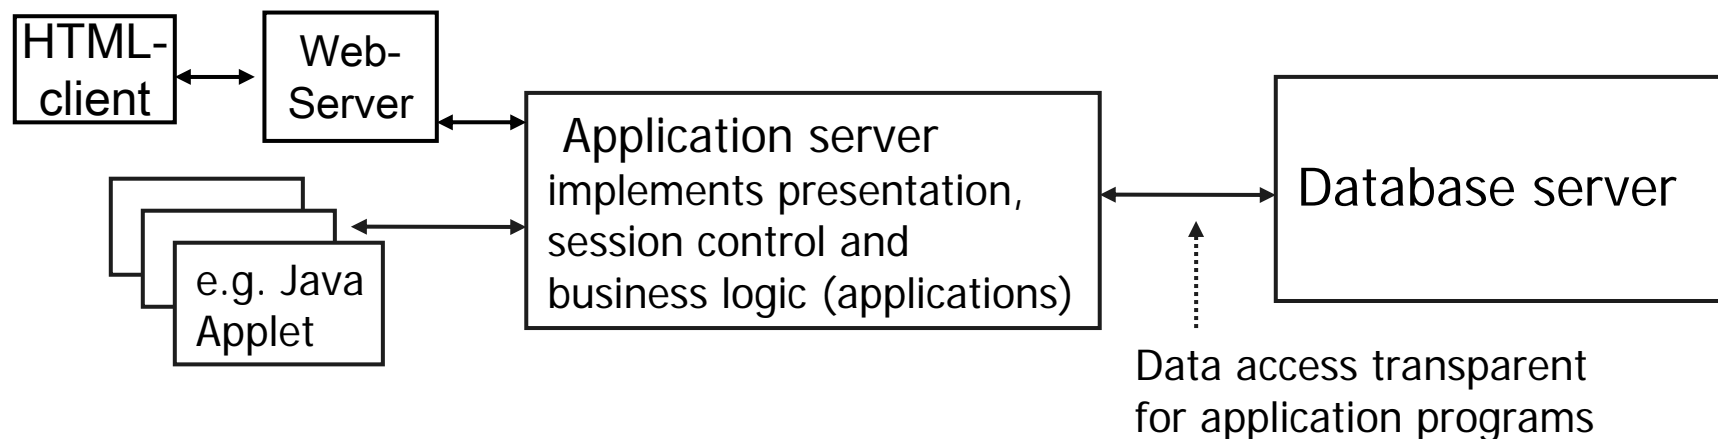 HTML-
client
Web-
Server
Application server
implements presentation,
session control and
business logic (applications)
Database server
e.g. Java
Applet
Data access transparent
for application programs